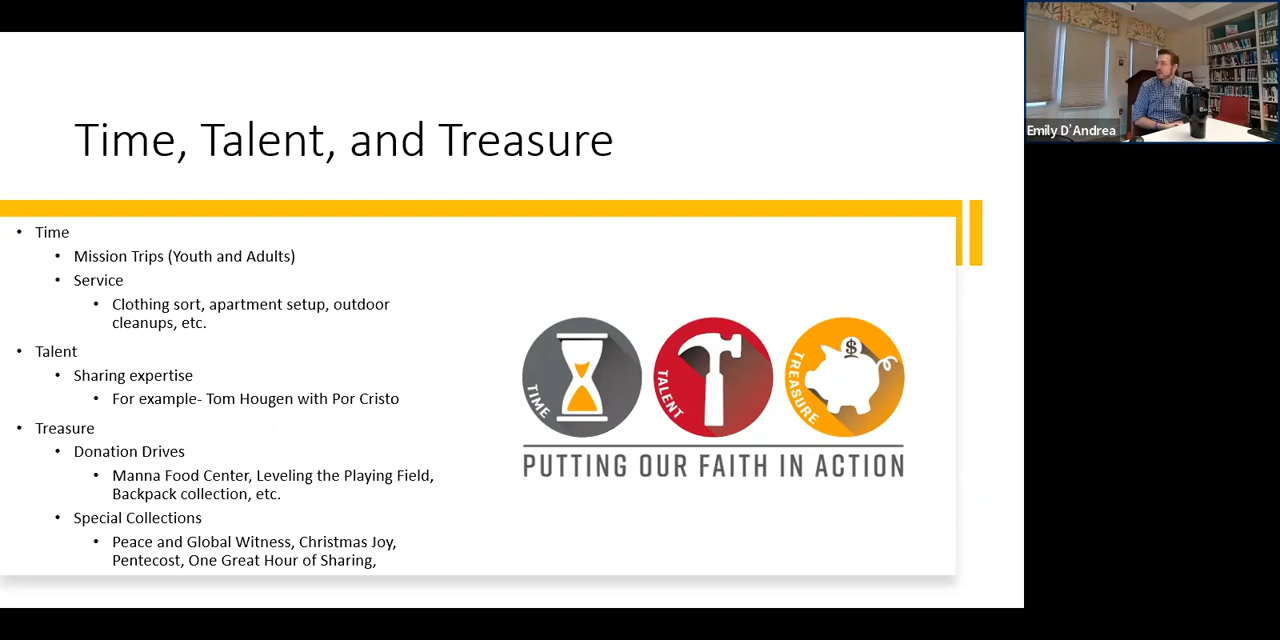 Time, Talent, and Treasure
• Time
• Mission Trips (Youth and Adults)
• Service
• Clothing sort, apartment setup, outdoor
cleanups, etc.
• Talent
• Sharing expertise
• For example- Tom Hougen with Por Cristo
• Treasure
• Donation Drives
• Manna Food Center, Leveling the Playing Field,
Backpack collection, etc.
• Special Collections
• Peace and Global Witness, Christmas Joy,
Pentecost, One Great Hour of Sharing,
TIME
TALENT
TREASURE
$
PUTTING OUR FAITH IN ACTION
Emily D'Andrea